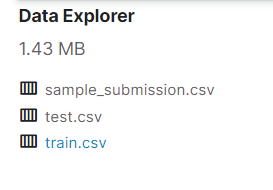 Data Explorer
1.43 MB
sample_submission.csv
test.csv
train.csv